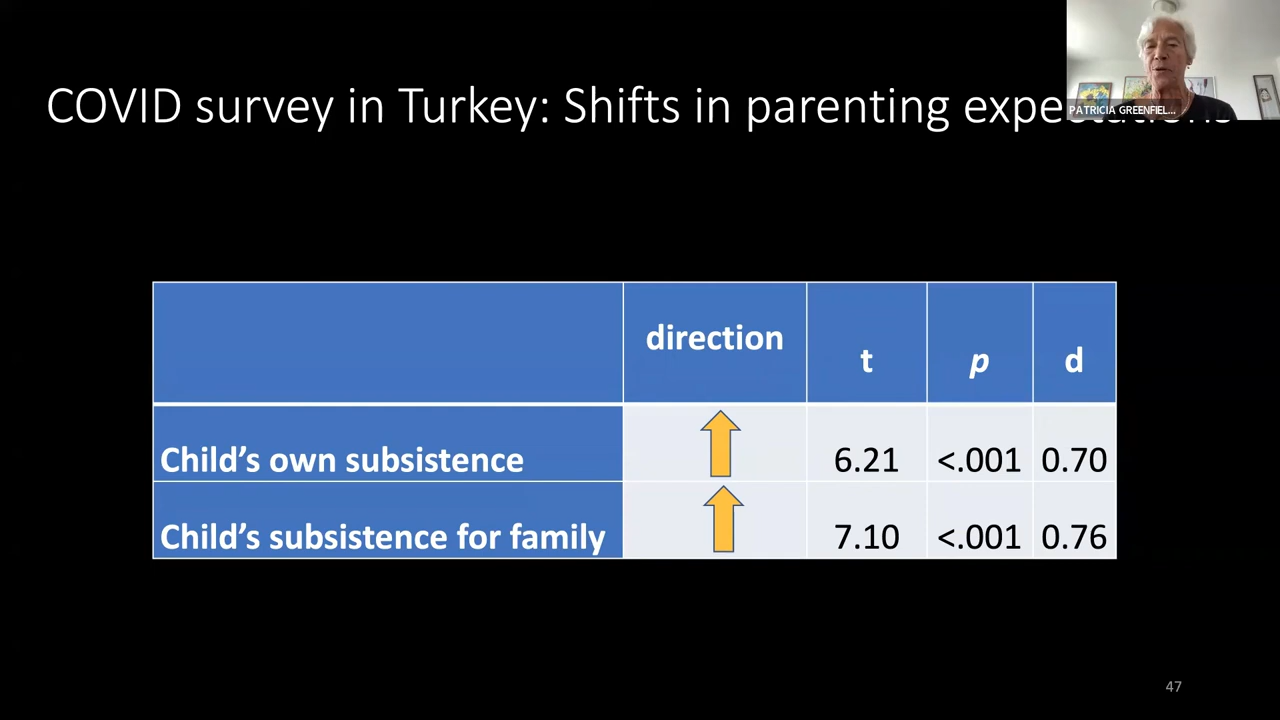 COVID survey in Turkey: Shifts in parenting expectations
PATRICIA GREENFIEL...
direction t p d
Child's own subsistence 6.21 <.001 0.70
Child's subsistence for family 7.10 <.001 0.76
47